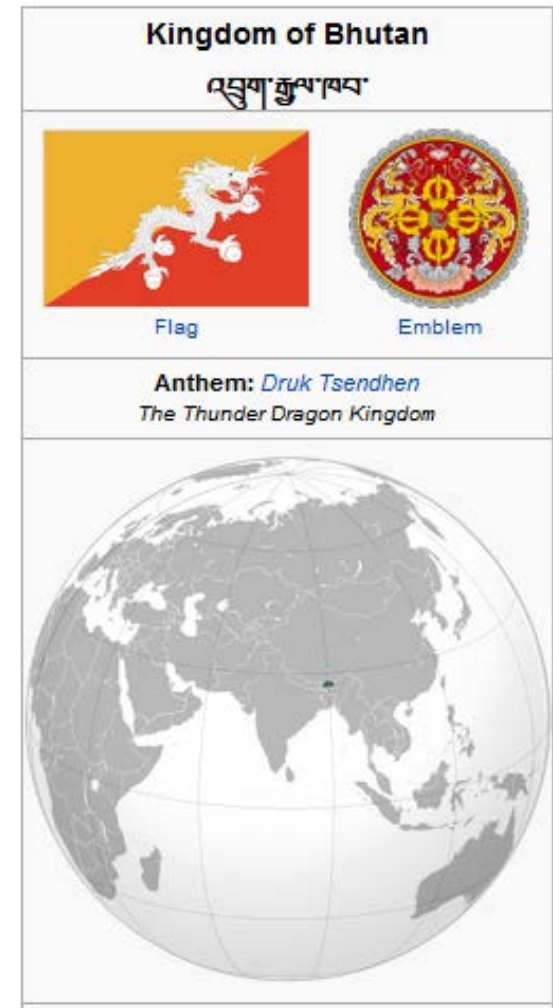 Kingdom of Bhutan
འབྲུག་རྒྱལ་ཁབ་
Flag
Emblem
Anthem: Druk Tsendhen
The Thunder Dragon Kingdom